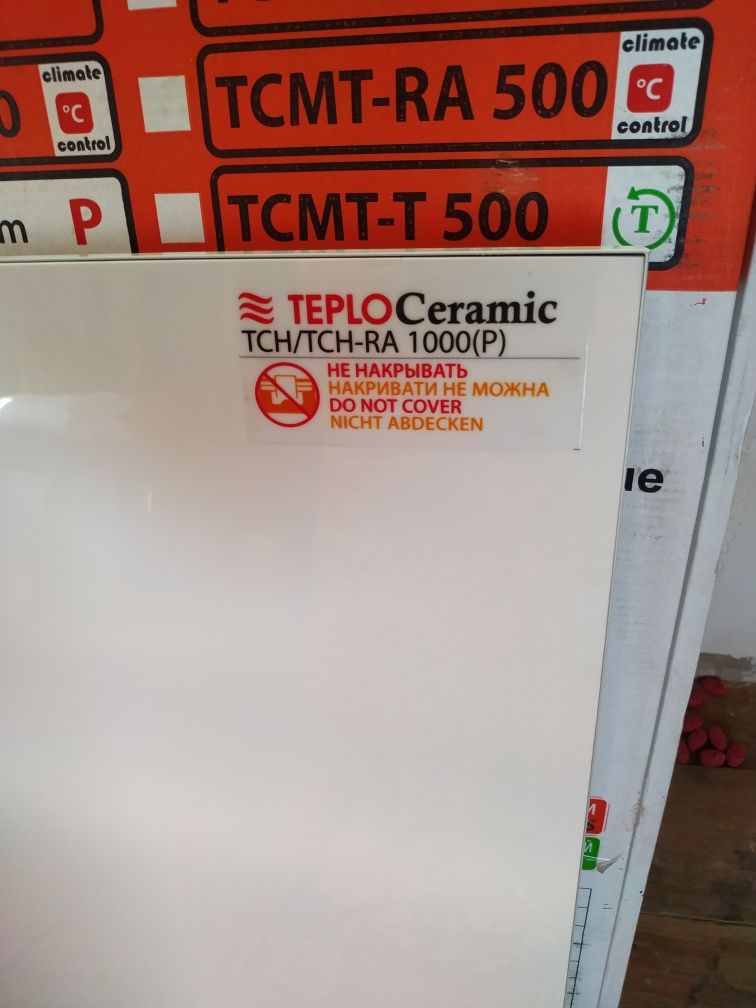 climate
°C
control
TCMT-RA 500
climate
°C
control
m P
TCMT-T 500
T
TEPLOCeramic
TCH/TCH-RA 1000(P)
НЕ НАКРЫВАТЬ
НАКРИВАТИ НЕ МОЖНА
DO NOT COVER
NICHT ABDECKEN